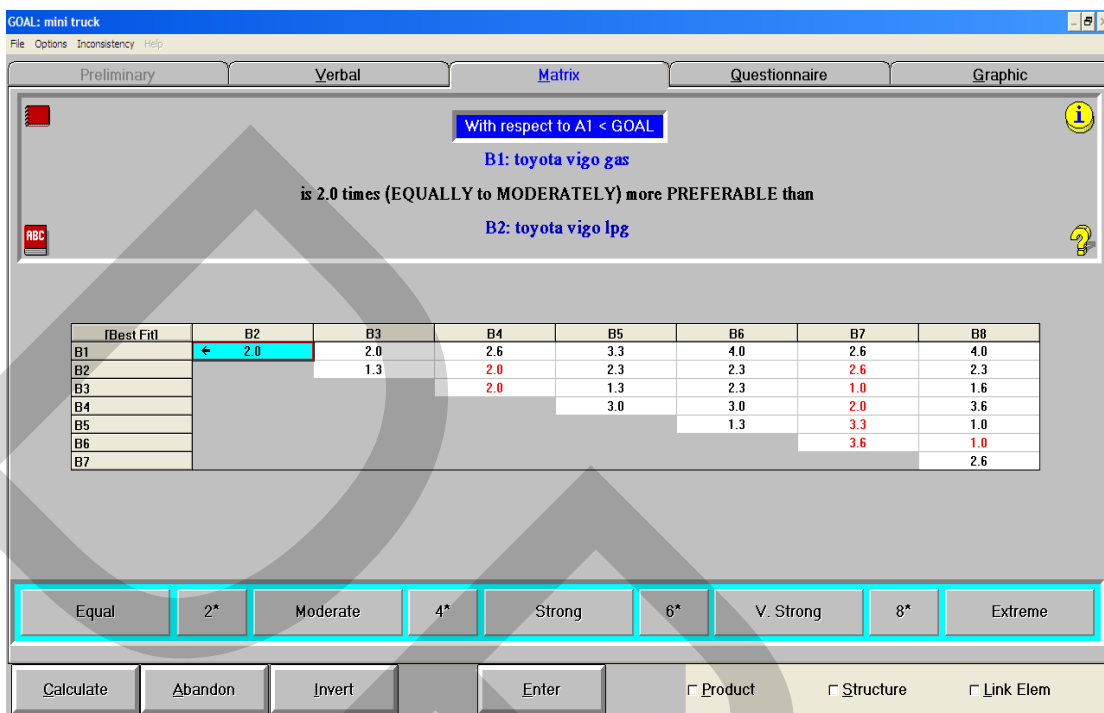 GOAL: mini truck
File Options Inconsistency Help
Preliminary Verbal Matrix Questionnaire Graphic
With respect to A1 < GOAL
B1: toyota vigo gas
is 2.0 times (EQUALLY to MODERATELY) more PREFERABLE than
B2: toyota vigo lpg
ABC
[Best Fit] B2 B3 B4 B5 B6 B7 B8
B1 ← 2.0 2.0 2.6 3.3 4.0 2.6 4.0
B2 1.3 2.0 2.3 2.3 2.6 2.3
B3 2.0 1.3 2.3 1.0 1.6
B4 3.0 3.0 2.0 3.6
B5 1.3 3.3 1.0
B6 3.6 1.0
B7 2.6
Equal 2* Moderate 4* Strong 6* V. Strong 8* Extreme
Calculate Abandon Invert Enter Product Structure Link Elem